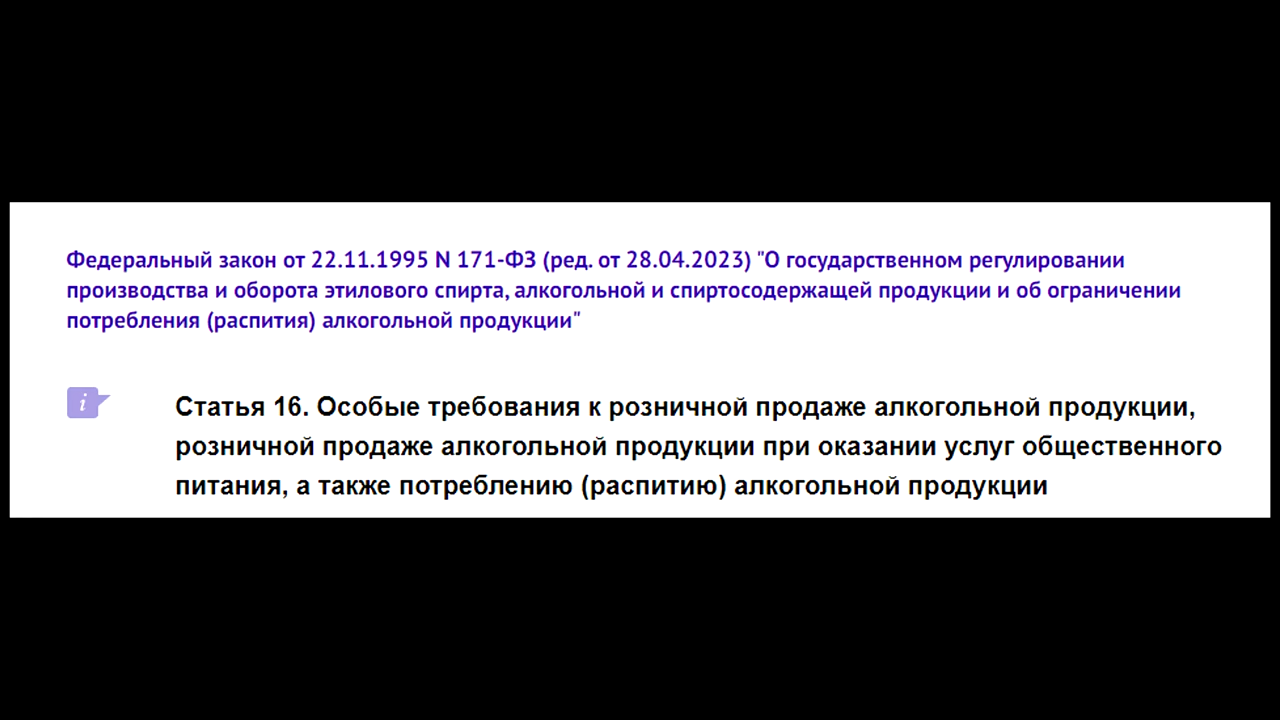 Федеральный закон от 22.11.1995 N 171-ФЗ (ред. от 28.04.2023) "О государственном регулировании
производства и оборота этилового спирта, алкогольной и спиртосодержащей продукции и об ограничении
потребления (распития) алкогольной продукции"
i
Статья 16. Особые требования к розничной продаже алкогольной продукции,
розничной продаже алкогольной продукции при оказании услуг общественного
питания, а также потреблению (распитию) алкогольной продукции